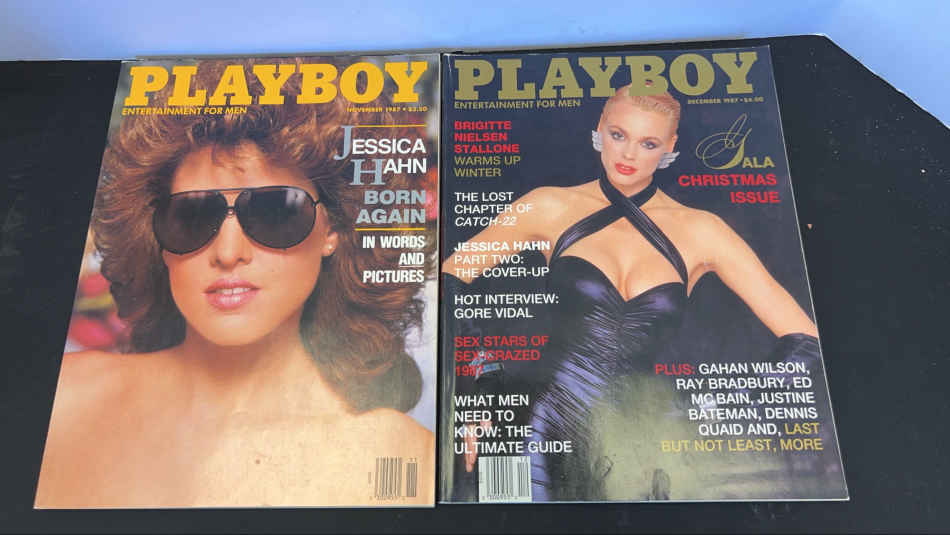 PLAYBOY
ENTERTAINMENT FOR MEN
NOVEMBER 1987 • $3.50
JESSICA
HAHN
BORN
AGAIN
IN WORDS
AND
PICTURES
PLAYBOY
ENTERTAINMENT FOR MEN
DECEMBER 1987 • $4.00
BRIGITTE
NIELSEN
STALLONE
WARMS UP
WINTER
THE LOST
CHAPTER OF
CATCH-22
JESSICA HAHN
PART TWO:
THE COVER-UP
HOT INTERVIEW:
GORE VIDAL
SEX STARS OF
SEX-CRAZED
1987
WHAT MEN
NEED TO
KNOW: THE
ULTIMATE GUIDE
GALA
CHRISTMAS
ISSUE
PLUS: GAHAN WILSON,
RAY BRADBURY, ED
MC BAIN, JUSTINE
BATEMAN, DENNIS
QUAID AND, LAST
BUT NOT LEAST, MORE